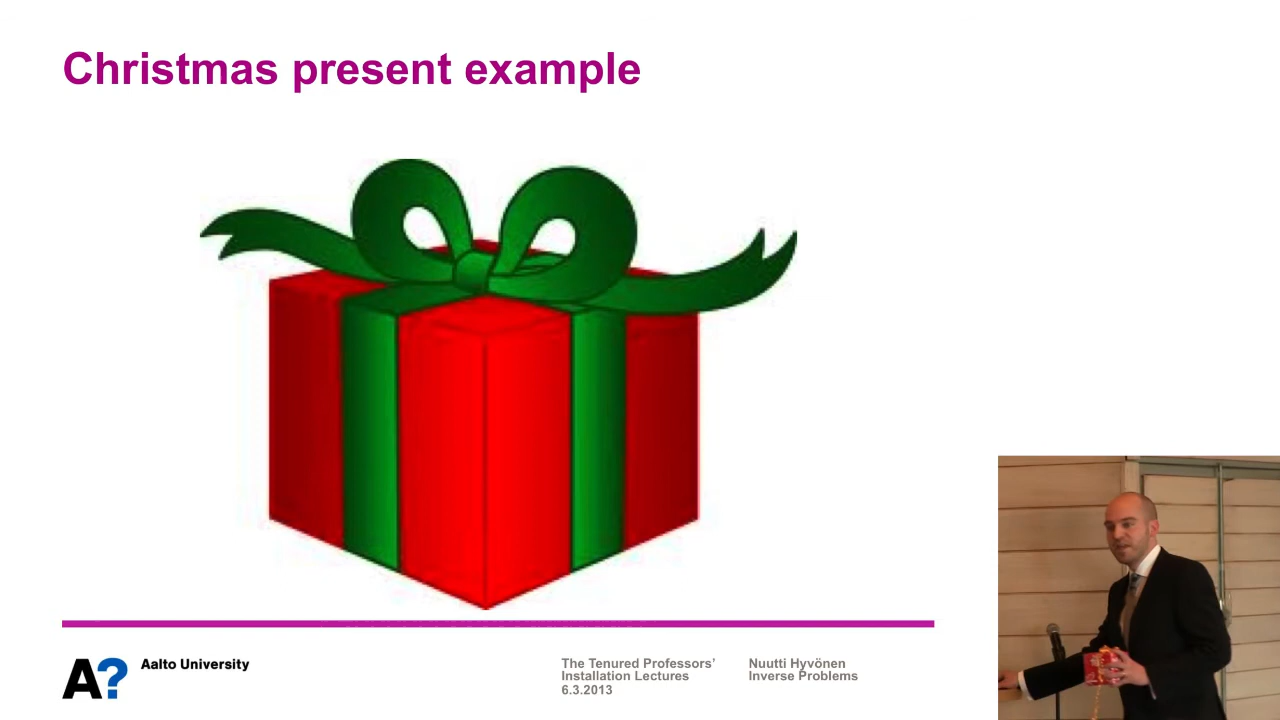 Christmas present example
A?
Aalto University
The Tenured Professors’
Installation Lectures
6.3.2013
Nuutti Hyvönen
Inverse Problems